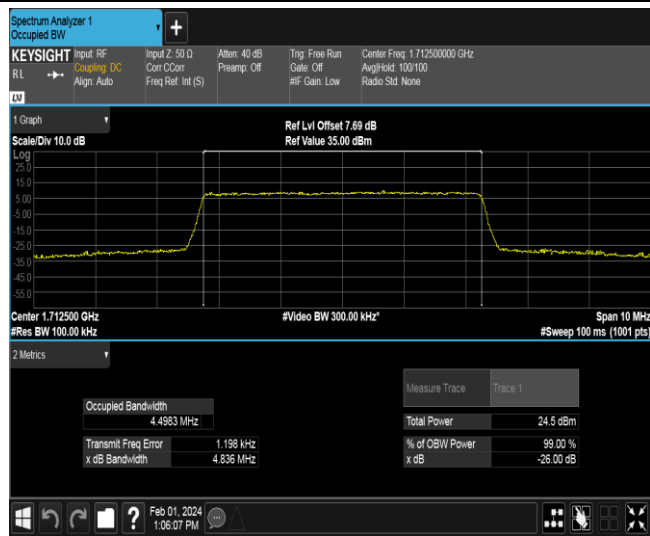 Spectrum Analyzer 1
Occupied BW
+
KEYSIGHT Input: RF Input Z: 50 Ω Atten: 40 dB Trig: Free Run Center Freq: 1.712500000 GHz
RL Coupling: DC Corr CCorr Preamp: Off Gate: Off Avg|Hold: 100/100
Align: Auto Freq Ref: Int (S) #IF Gain: Low Radio Std: None
LXI
1 Graph
Ref Lvl Offset 7.69 dB
Scale/Div 10.0 dB Ref Value 35.00 dBm
Log
25.0
15.0
5.00
-5.00
-15.0
-25.0
-35.0
-45.0
-55.0
Center 1.712500 GHz #Video BW 300.00 kHz* Span 10 MHz
#Res BW 100.00 kHz #Sweep 100 ms (1001 pts)
2 Metrics
Measure Trace Trace 1
Occupied Bandwidth
4.4983 MHz Total Power 24.5 dBm
Transmit Freq Error 1.198 kHz % of OBW Power 99.00 %
x dB Bandwidth 4.836 MHz x dB -26.00 dB
? Feb 01, 2024
1:06:07 PM